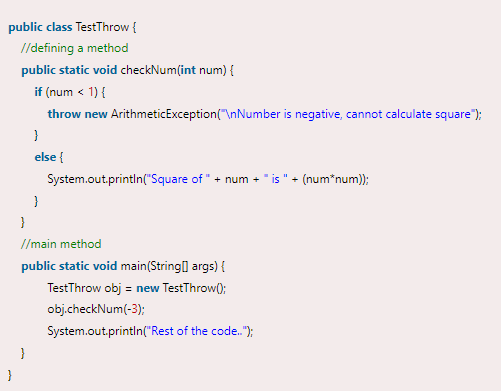 public class TestThrow {
//defining a method
public static void checkNum(int num) {
if (num < 1) {
throw new ArithmeticException("\nNumber is negative, cannot calculate square");
}
else {
System.out.println("Square of " + num + " is " + (num*num));
}
}
//main method
public static void main(String[] args) {
TestThrow obj = new TestThrow();
obj.checkNum(-3);
System.out.println("Rest of the code..");
}
}